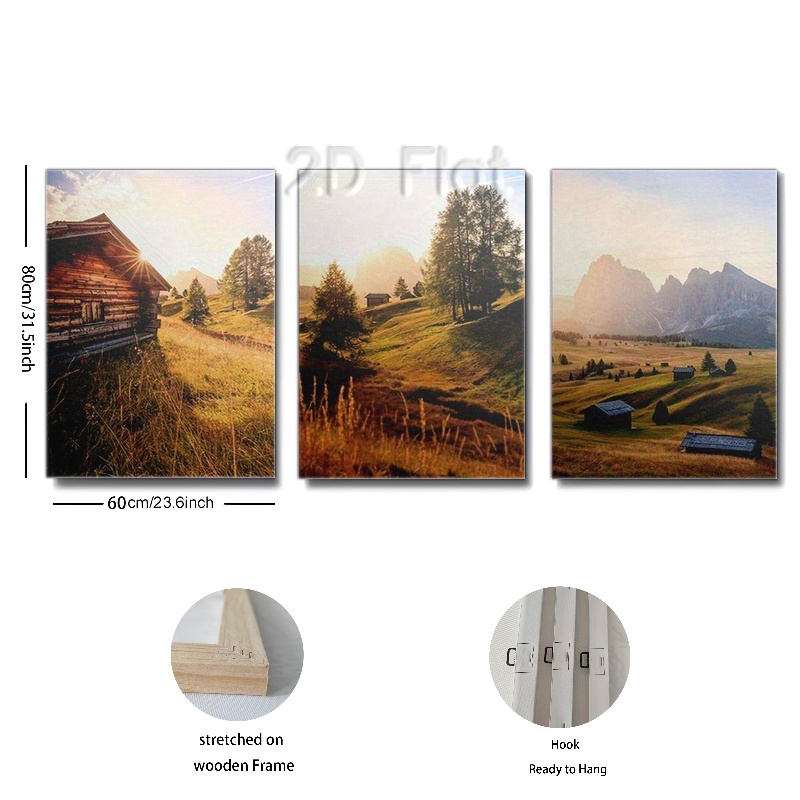 2D Flat
80cm/31.5inch
60cm/23.6inch
stretched on
wooden Frame
Hook
Ready to Hang